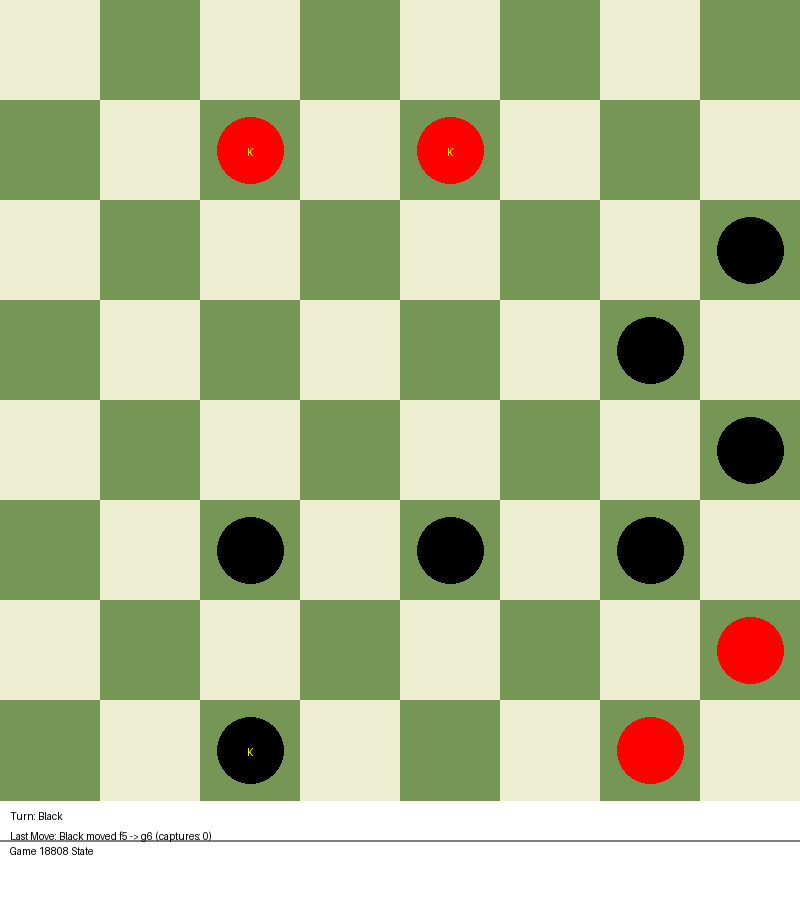 K
K
K
Turn: Black
Last Move: Black moved f5 -> g6 (captures: 0)
Game 18808 State